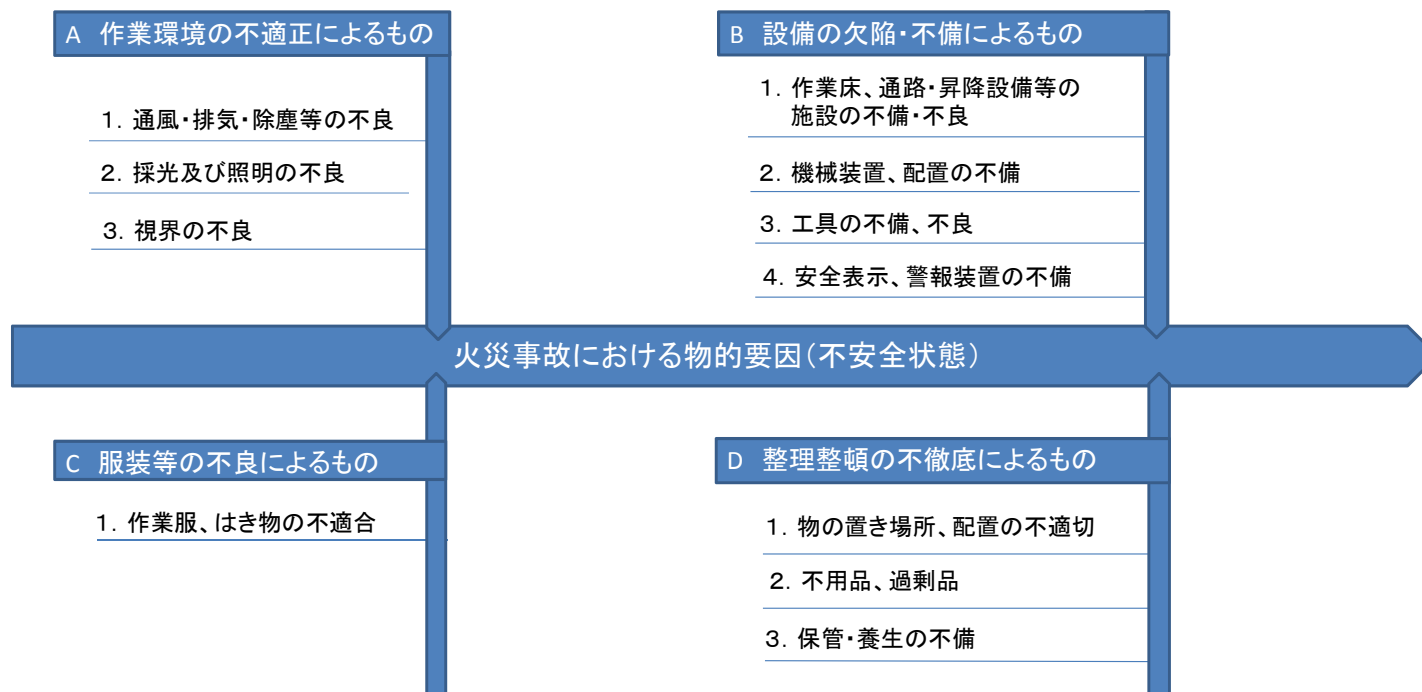 A 作業環境の不適正によるもの
1．通風・排気・除塵等の不良
2．採光及び照明の不良
3．視界の不良
B 設備の欠陥・不備によるもの
1．作業床、通路・昇降設備等の
施設の不備・不良
2．機械装置、配置の不備
3．工具の不備、不良
4．安全表示、警報装置の不備
火災事故における物的要因（不安全状態）
C 服装等の不良によるもの
1．作業服、はき物の不適合
D 整理整頓の不徹底によるもの
1．物の置き場所、配置の不適切
2．不用品、過剰品
3．保管・養生の不備